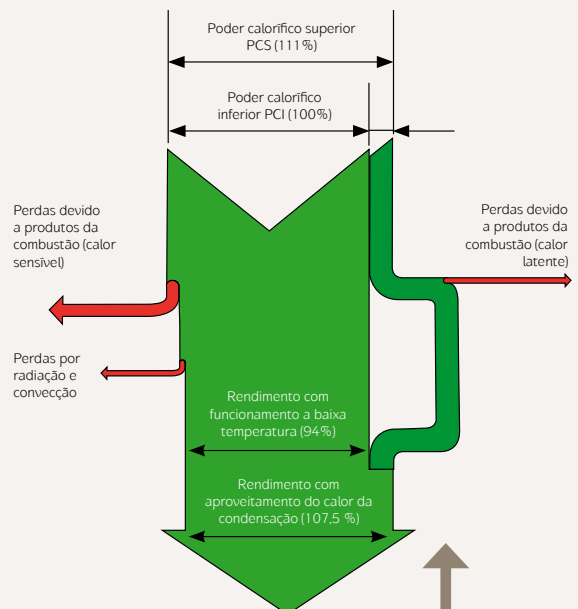 Poder calorífico superior
PCS (111%)
Poder calorífico
inferior PCI (100%)
Perdas devido
a produtos da
combustão (calor
sensível)
Perdas devido
a produtos da
combustão (calor
latente)
Perdas por
radiação e
convecção
Rendimento com
funcionamento a baixa
temperatura (94%)
Rendimento com
aproveitamento do calor da
condensação (107,5 %)